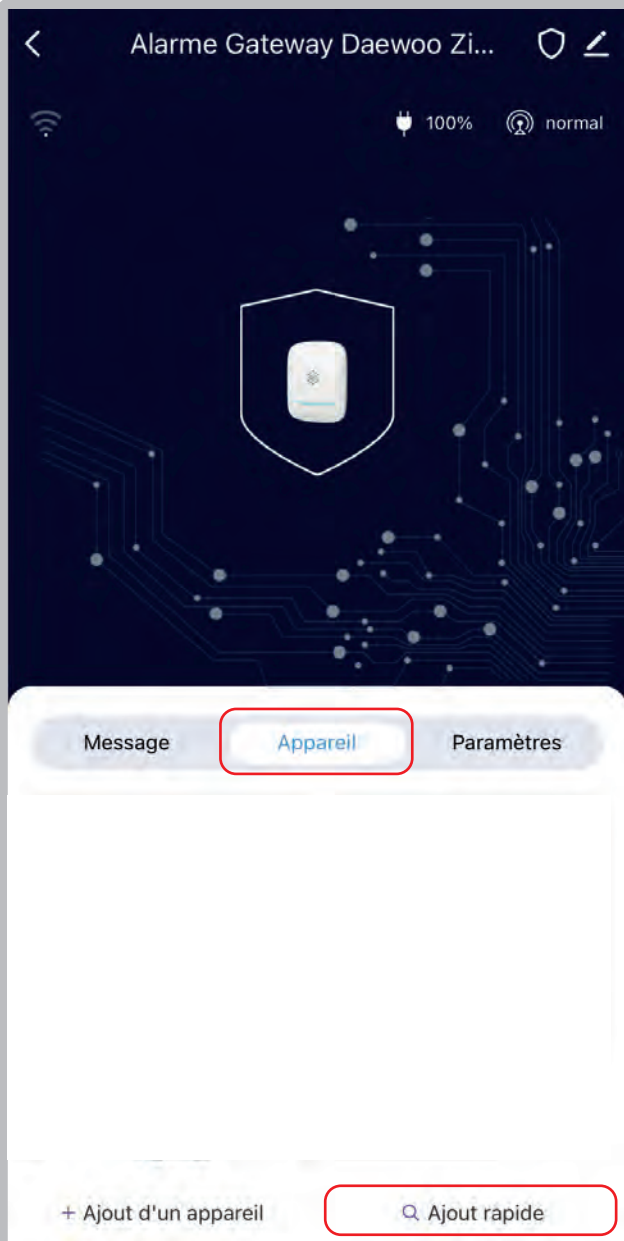 Alarme Gateway Daewoo Zi...
100% normal
Message Appareil Paramètres
+ Ajout d'un appareil Ajout rapide